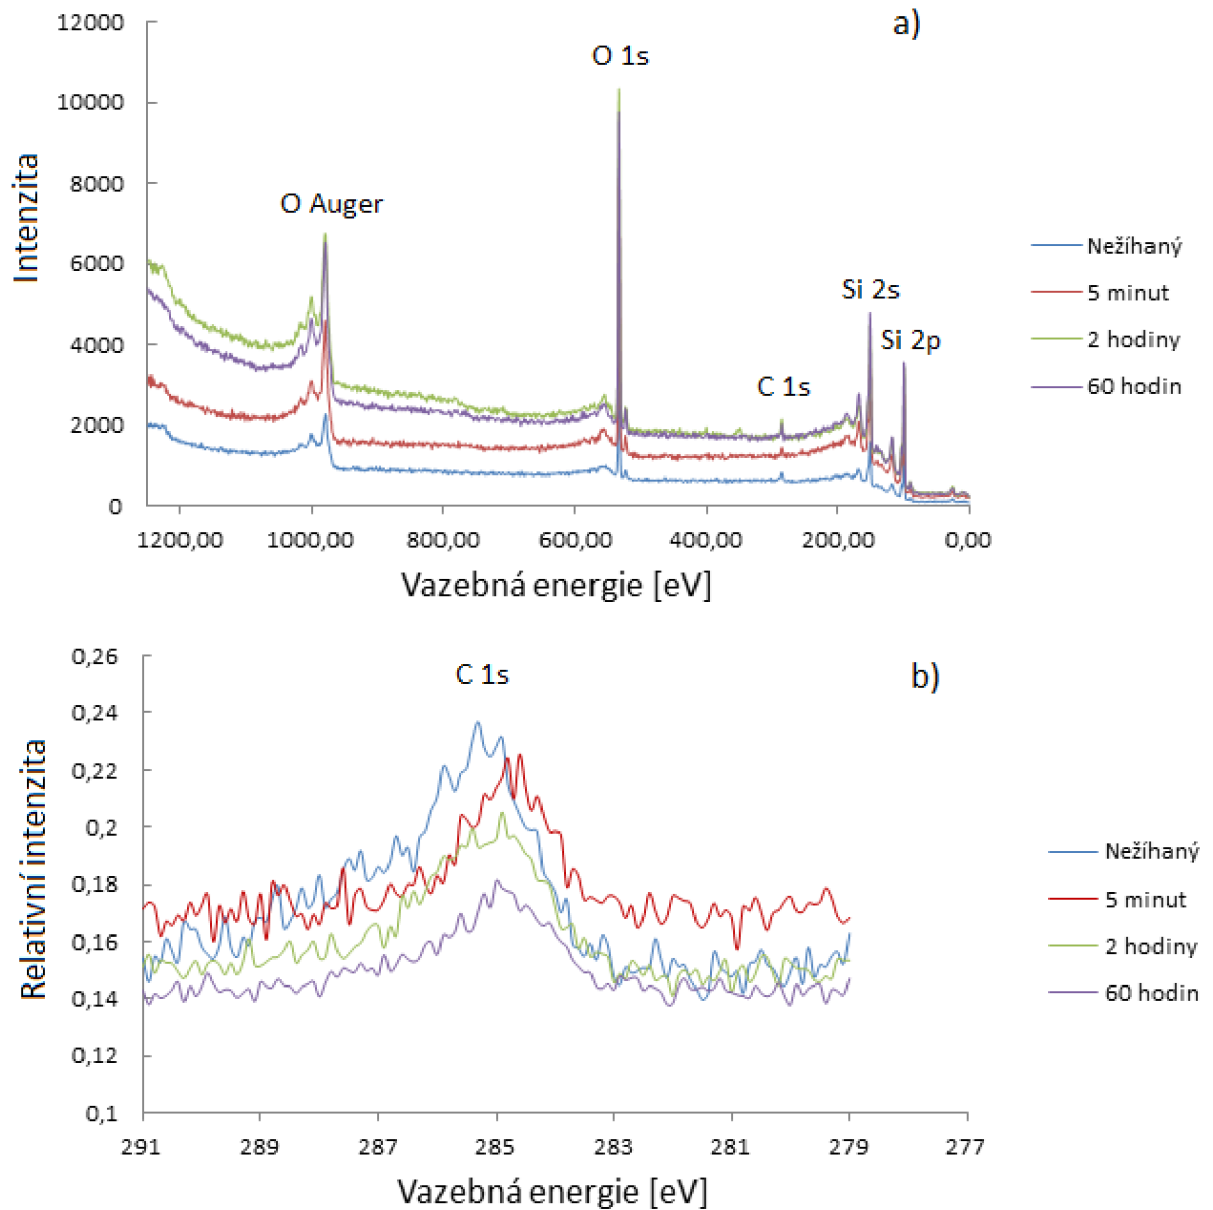 a)
12000
10000
8000
6000
4000
2000
0
Intenzita
O 1s
O Auger
Si 2s
Si 2p
C 1s
1200,00 1000,00 800,00 600,00 400,00 200,00 0,00
Vazebná energie [eV]
Nežíhaný
5 minut
2 hodiny
60 hodin
b)
C 1s
0,26
0,24
0,22
0,2
0,18
0,16
0,14
0,12
0,1
Relativní intenzita
291 289 287 285 283 281 279 277
Vazebná energie [eV]
Nežíhaný
5 minut
2 hodiny
60 hodin